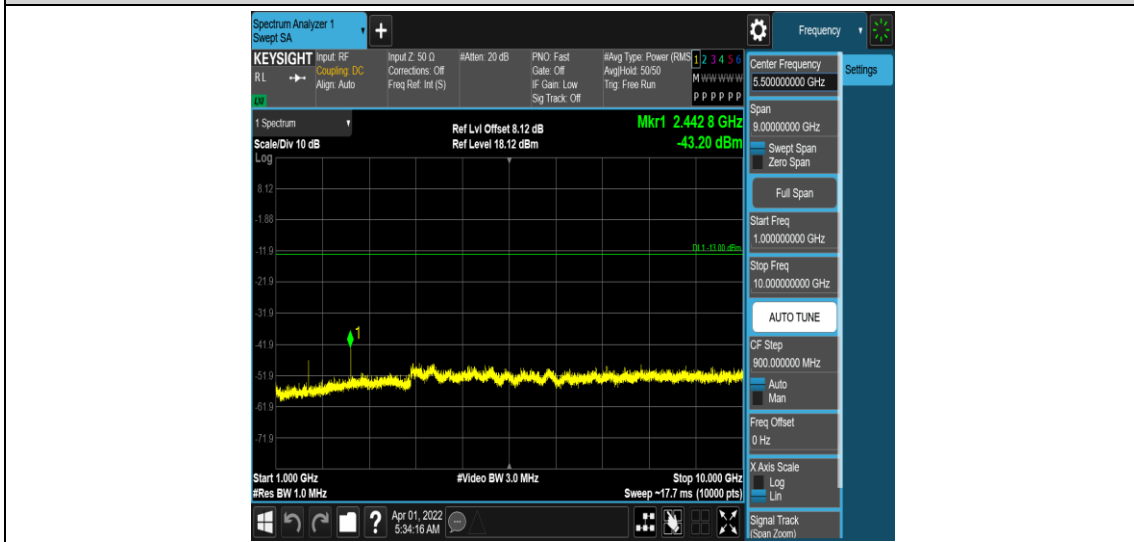 Spectrum Analyzer 1
Swept SA
+
Frequency
KEYSIGHT
RL
Input: RF
Coupling: DC
Align: Auto
Input Z: 50 Ω
Corrections: Off
Freq Ref: Int (S)
#Atten: 20 dB
PNO: Fast
Gate: Off
IF Gain: Low
Sig Track: Off
#Avg Type: Power (RMS
Avg|Hold: 50/50
Trig: Free Run
1 2 3 4 5 6
M W W W W W
P P P P P P
1 Spectrum
Scale/Div 10 dB
Ref Lvl Offset 8.12 dB
Ref Level 18.12 dBm
Mkr1 2.442 8 GHz
-43.20 dBm
Log
8.12
-1.88
-11.9
-21.9
-31.9
-41.9
-51.9
-61.9
-71.9
DL1 -13.00 dBm
1
Start 1.000 GHz
#Res BW 1.0 MHz
#Video BW 3.0 MHz
Stop 10.000 GHz
Sweep ~17.7 ms (10000 pts)
Center Frequency
5.500000000 GHz
Settings
Span
9.00000000 GHz
Swept Span
Zero Span
Full Span
Start Freq
1.000000000 GHz
Stop Freq
10.000000000 GHz
AUTO TUNE
CF Step
900.000000 MHz
Auto
Man
Freq Offset
0 Hz
X Axis Scale
Log
Lin
Signal Track
(Span Zoom)
?
Apr 01, 2022
5:34:16 AM